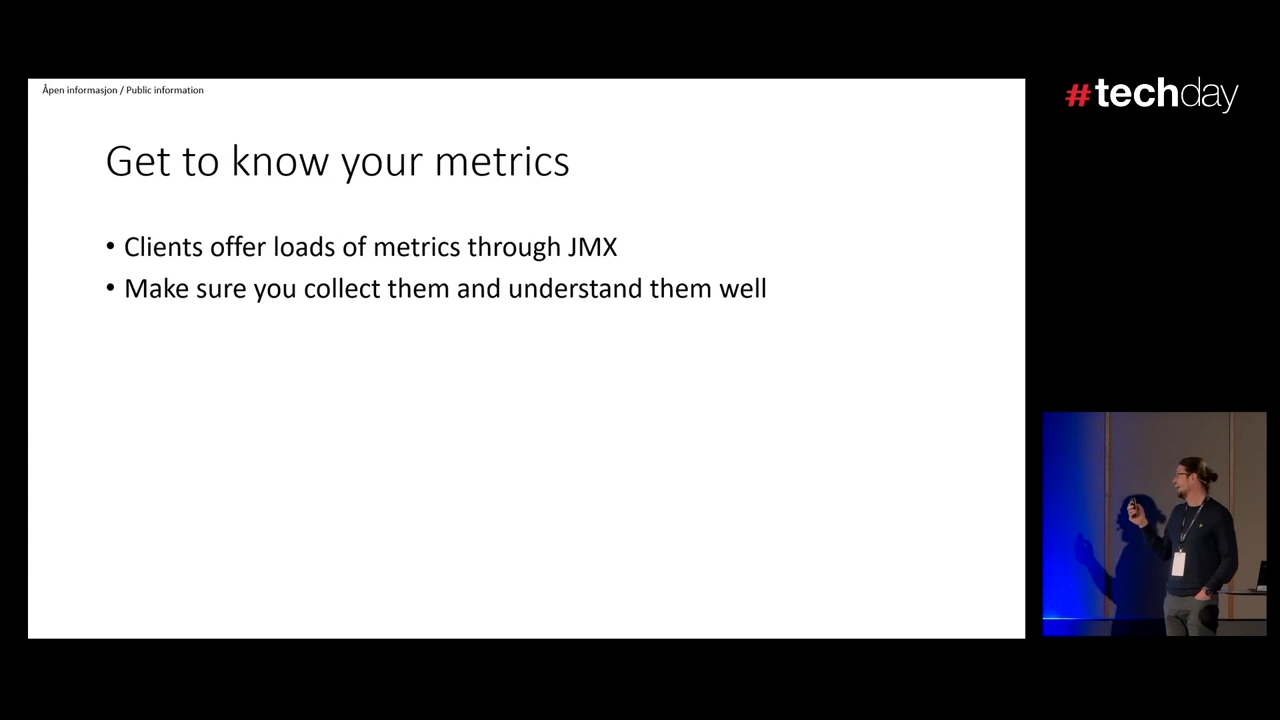 Åpen informasjon / Public information
#techday
Get to know your metrics
• Clients offer loads of metrics through JMX
• Make sure you collect them and understand them well